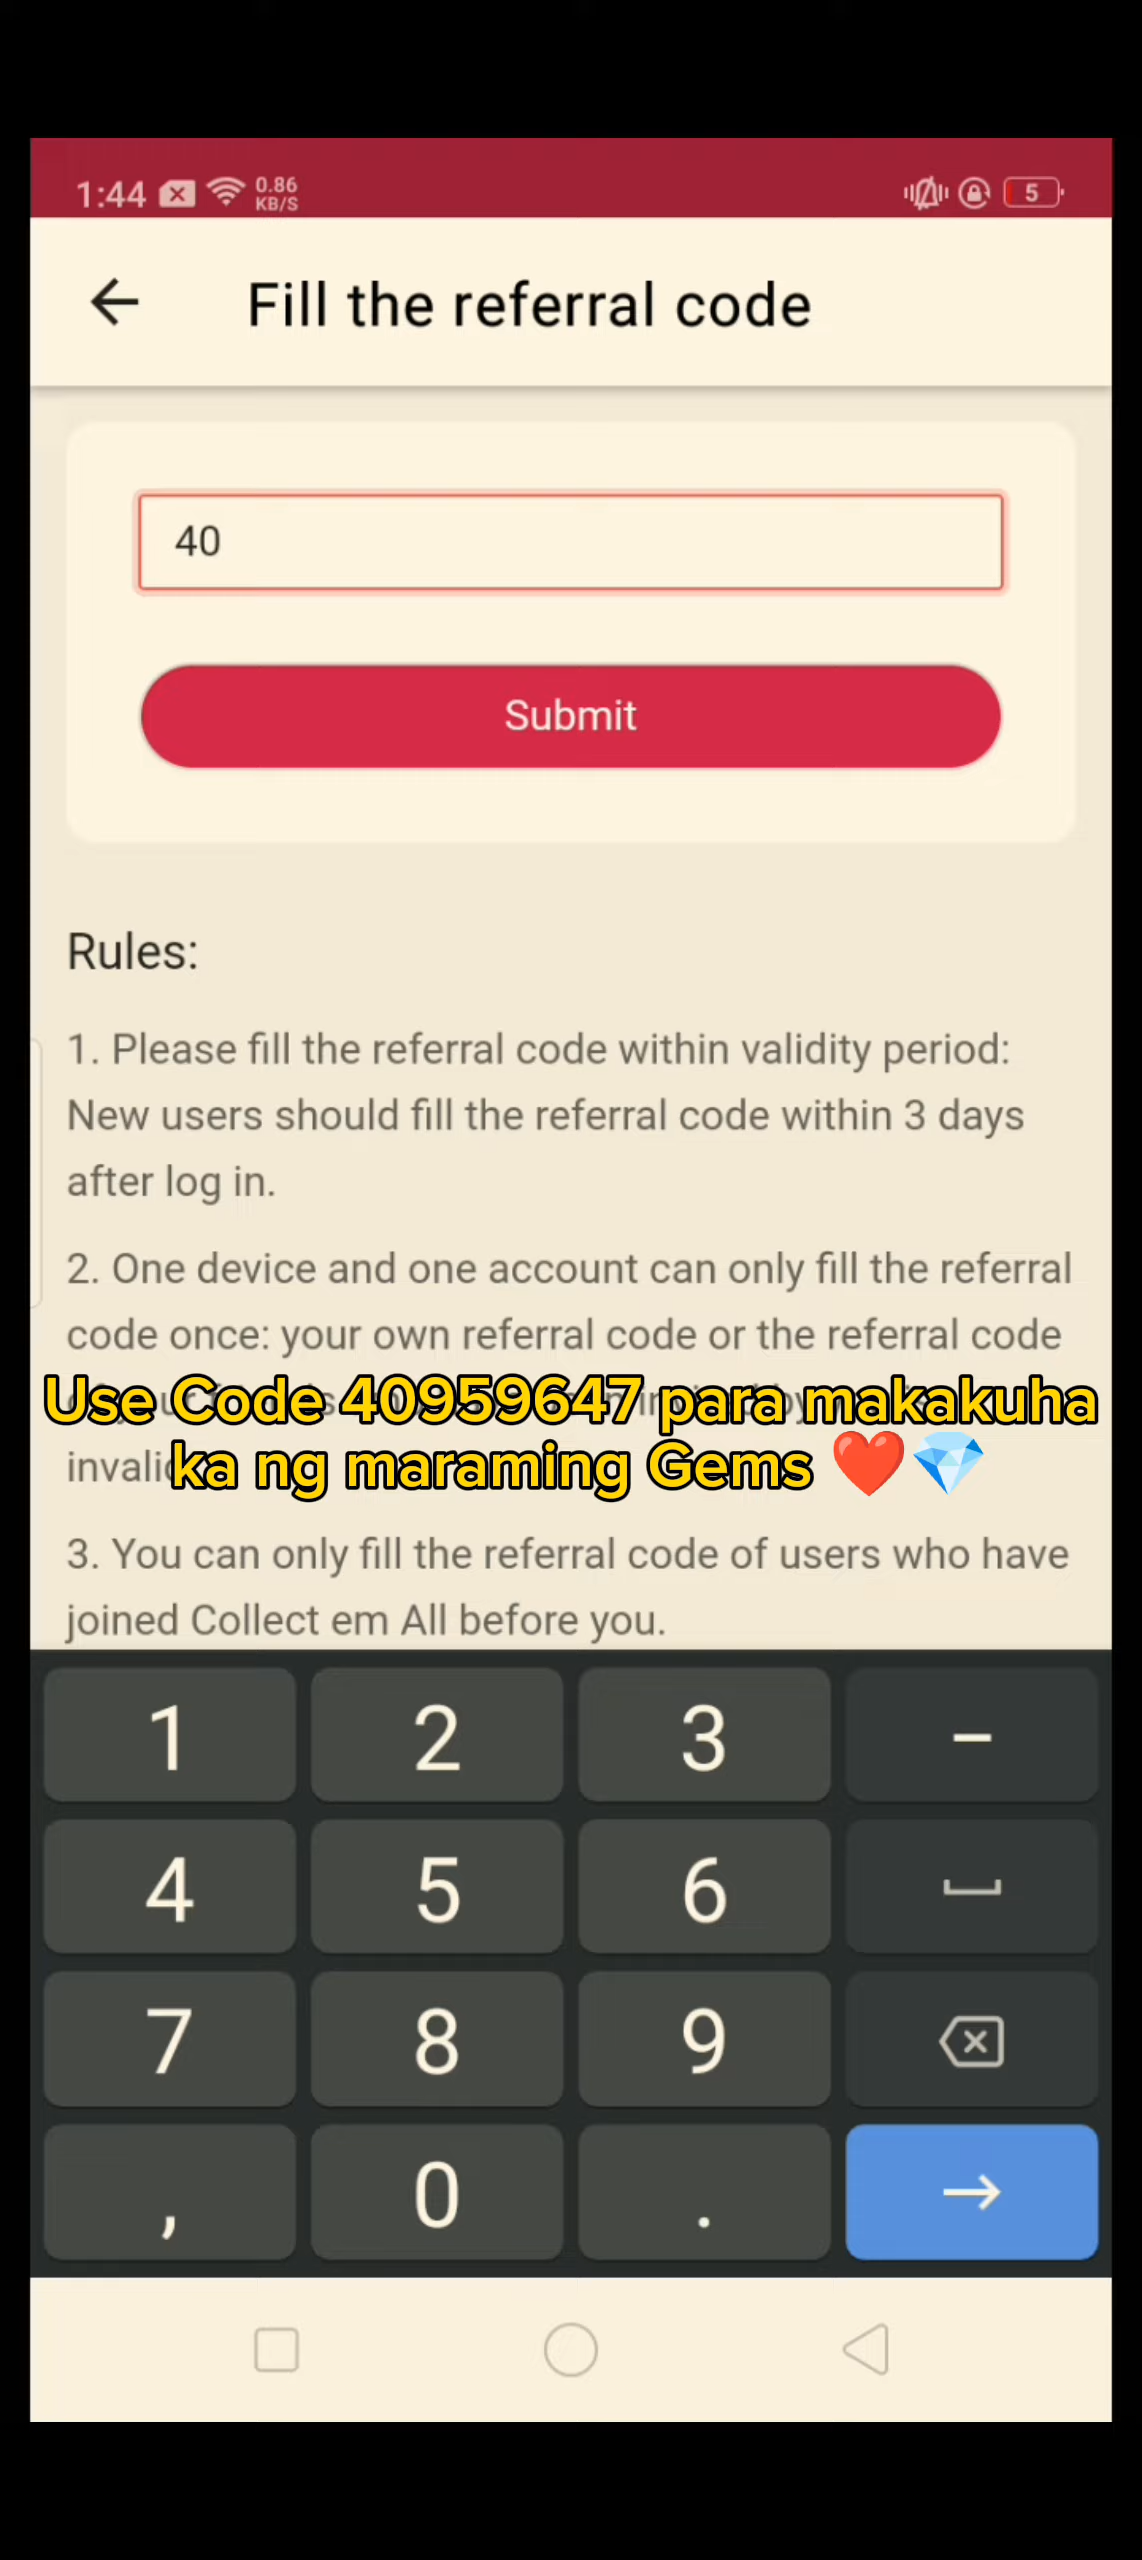 1:44 0.86 KB/S 5
Fill the referral code
40
Submit
Rules:
1. Please fill the referral code within validity period:
New users should fill the referral code within 3 days
after log in.
2. One device and one account can only fill the referral
code once: your own referral code or the referral code
Use Code 40959647 para makakuha
ka ng maraming Gems ❤️💎
3. You can only fill the referral code of users who have
joined Collect em All before you.
1 2 3 –
4 5 6
7 8 9
, 0 .